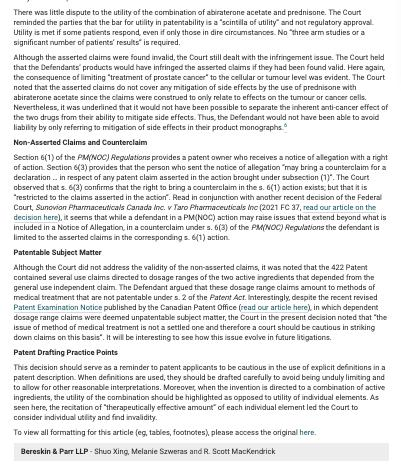 There was little dispute to the utility of the combination of abiraterone acetate and prednisone. The Court
reminded the parties that the bar for utility in patentability is a "scintilla of utility" and not regulatory approval.
Utility is met if some patients respond, even if only those in dire circumstances. No "three arm studies or a
significant number of patients' results" is required.
Although the asserted claims were found invalid, the Court still dealt with the infringement issue. The Court held
that the Defendants' products would have infringed the asserted claims if they had been found valid. Here again,
the consequence of limiting "treatment of prostate cancer" to the cellular or tumour level was evident. The Court
noted that the asserted claims do not cover any mitigation of side effects by the use of prednisone with
abiraterone acetate since the claims were construed to only relate to effects on the tumour or cancer cells.
Nevertheless, it was underlined that it would not have been possible to separate the inherent anti-cancer effect of
the two drugs from their ability to mitigate side effects. Thus, the Defendant would not have been able to avoid
liability by only referring to mitigation of side effects in their product monographs.6
Non-Asserted Claims and Counterclaim
Section 6(1) of the PM(NOC) Regulations provides a patent owner who receives a notice of allegation with a right
of action. Section 6(3) provides that the person who sent the notice of allegation "may bring a counterclaim for a
declaration ... in respect of any patent claim asserted in the action brought under subsection (1)". The Court
observed that s. 6(3) confirms that the right to bring a counterclaim in the s. 6(1) action exists; but that it is
"restricted to the claims asserted in the action". Read in conjunction with another recent decision of the Federal
Court, Sunovion Pharmaceuticals Canada Inc. v Taro Pharmaceuticals Inc (2021 FC 37, read our article on the
decision here), it seems that while a defendant in a PM(NOC) action may raise issues that extend beyond what is
included in a Notice of Allegation, in a counterclaim under s. 6(3) of the PM(NOC) Regulations the defendant is
limited to the asserted claims in the corresponding s. 6(1) action.
Patentable Subject Matter
Although the Court did not address the validity of the non-asserted claims, it was noted that the 422 Patent
contained several use claims directed to dosage ranges of the two active ingredients that depended from the
general use independent claim. The Defendant argued that these dosage range claims amount to methods of
medical treatment that are not patentable under s. 2 of the Patent Act. Interestingly, despite the recent revised
Patent Examination Notice published by the Canadian Patent Office (read our article here), in which dependent
dosage range claims were deemed unpatentable subject matter, the Court in the present decision noted that "the
issue of method of medical treatment is not a settled one and therefore a court should be cautious in striking
down claims on this basis". It will be interesting to see how this issue evolve in future litigations.
Patent Drafting Practice Points
This decision should serve as a reminder to patent applicants to be cautious in the use of explicit definitions in a
patent description. When definitions are used, they should be drafted carefully to avoid being unduly limiting and
to allow for other reasonable interpretations. Moreover, when the invention is directed to a combination of active
ingredients, the utility of the combination should be highlighted as opposed to utility of individual elements. As
seen here, the recitation of "therapeutically effective amount" of each individual element led the Court to
consider individual utility and find invalidity.
To view all formatting for this article (eg, tables, footnotes), please access the original here.
Bereskin & Parr LLP - Shuo Xing, Melanie Szweras and R. Scott MacKendrick